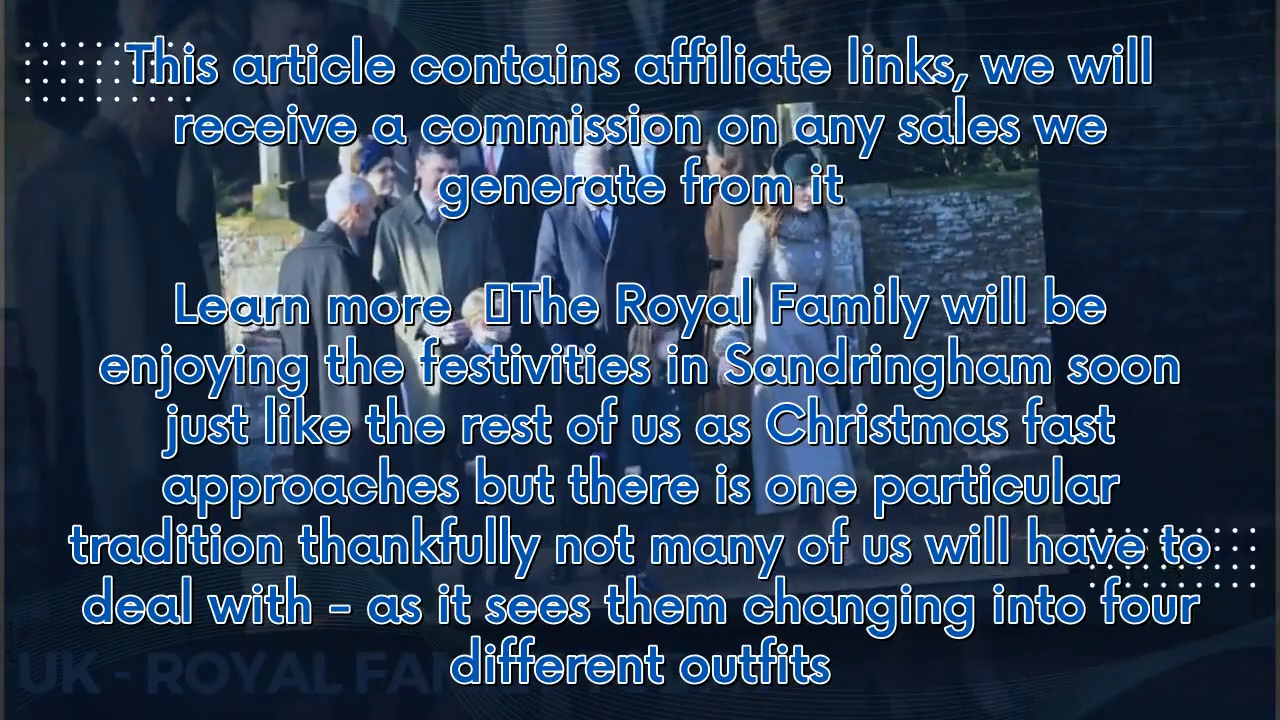 This article contains affiliate links, we will
receive a commission on any sales we
generate from it
Learn more ▯The Royal Family will be
enjoying the festivities in Sandringham soon
just like the rest of us as Christmas fast
approaches but there is one particular
tradition thankfully not many of us will have to
deal with - as it sees them changing into four
different outfits
UK - ROYAL FAM